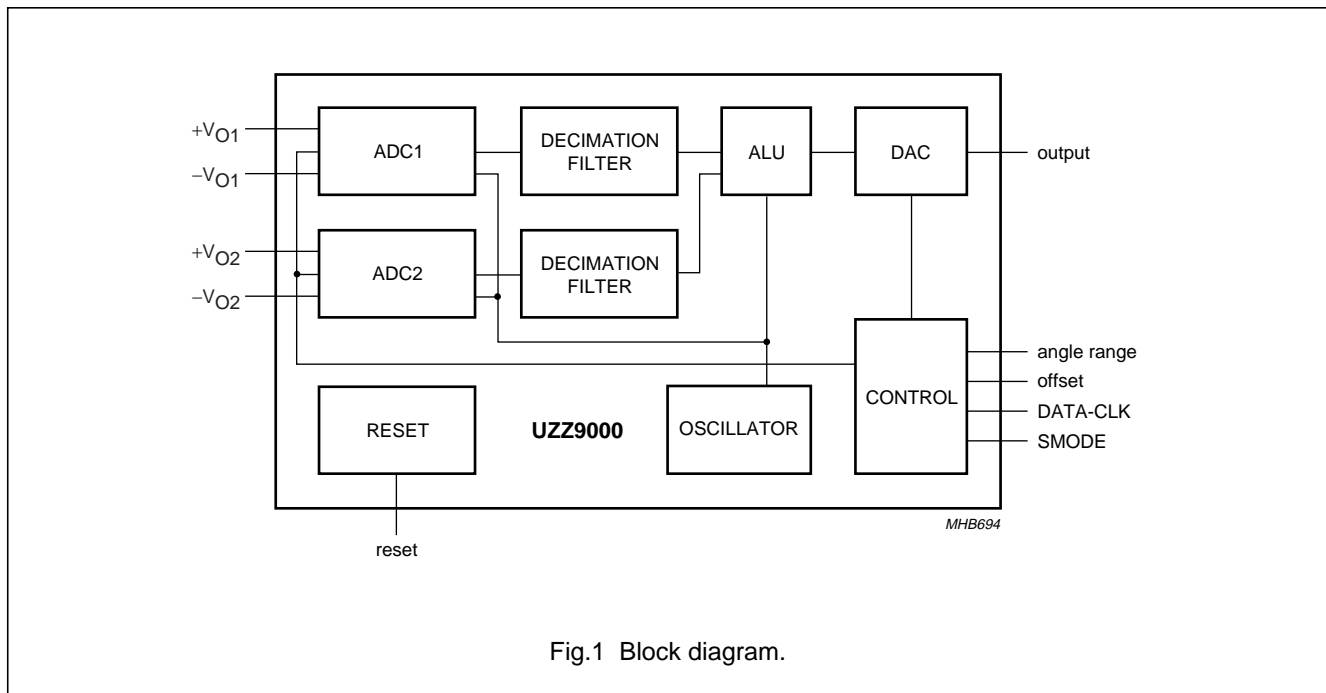 +VO1
−VO1
+VO2
−VO2
ADC1
DECIMATION
FILTER
ALU
DAC
output
ADC2
DECIMATION
FILTER
angle range
offset
DATA-CLK
SMODE
CONTROL
RESET
UZZ9000
OSCILLATOR
reset
MHB694
Fig.1 Block diagram.